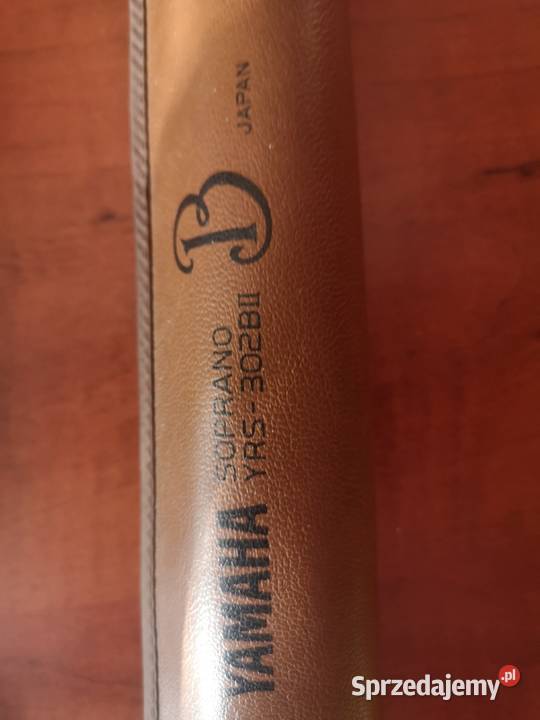 YAMAHA
SOPRANO
YRS-302BII
B
JAPAN
Sprzedajemy.pl